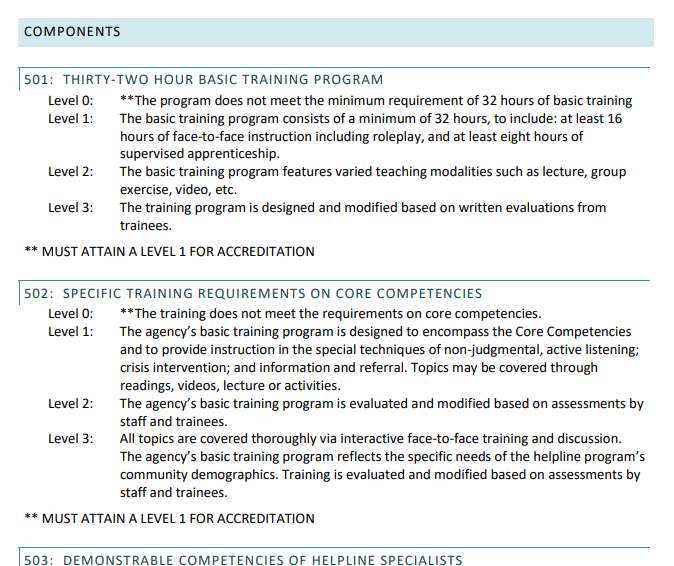 COMPONENTS
501: THIRTY-TWO HOUR BASIC TRAINING PROGRAM
Level 0: **The program does not meet the minimum requirement of 32 hours of basic training
Level 1: The basic training program consists of a minimum of 32 hours, to include: at least 16
hours of face-to-face instruction including roleplay, and at least eight hours of
supervised apprenticeship.
Level 2: The basic training program features varied teaching modalities such as lecture, group
exercise, video, etc.
Level 3: The training program is designed and modified based on written evaluations from
trainees.
** MUST ATTAIN A LEVEL 1 FOR ACCREDITATION
502: SPECIFIC TRAINING REQUIREMENTS ON CORE COMPETENCIES
Level 0: **The training does not meet the requirements on core competencies.
Level 1: The agency's basic training program is designed to encompass the Core Competencies
and to provide instruction in the special techniques of non-judgmental, active listening;
crisis intervention; and information and referral. Topics may be covered through
readings, videos, lecture or activities.
Level 2: The agency's basic training program is evaluated and modified based on assessments by
staff and trainees.
Level 3: All topics are covered thoroughly via interactive face-to-face training and discussion.
The agency's basic training program reflects the specific needs of the helpline program's
community demographics. Training is evaluated and modified based on assessments by
staff and trainees.
** MUST ATTAIN A LEVEL 1 FOR ACCREDITATION
503: DEMONSTRABLE COMPETENCIES OF HELPLINE SPECIALISTS